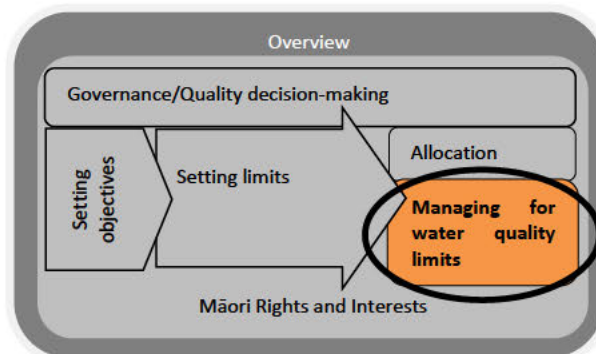 Overview
Governance/Quality decision-making
Setting
objectives
Setting limits
Allocation
Managing for
water quality
limits
Māori Rights and Interests